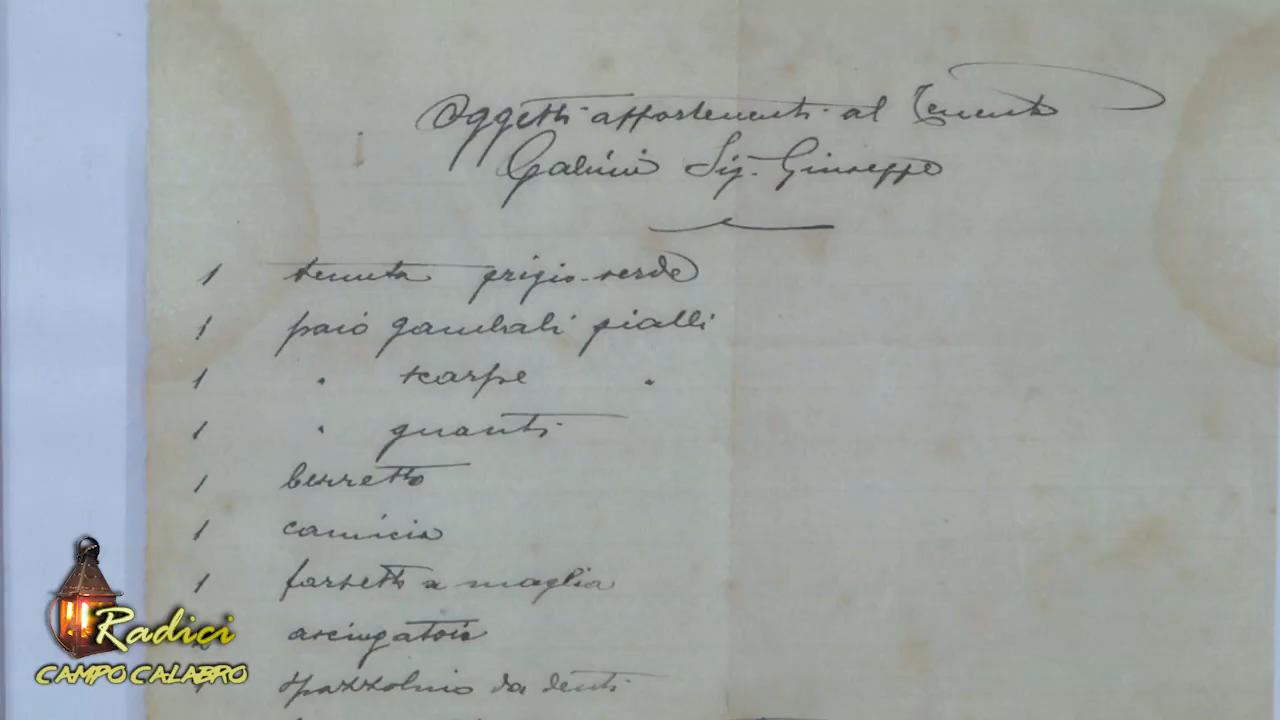 Oggetti appartenenti al Tenente
Sig. Giuseppe
1 tenuta grigio-verde
1 paio gambali gialli
1 " scarpe "
1 " guanti
1 berretto
1 camicia
1 farsetto a maglia
asciugatoio
spazzolino da denti
Radici
CAMPO CALABRO